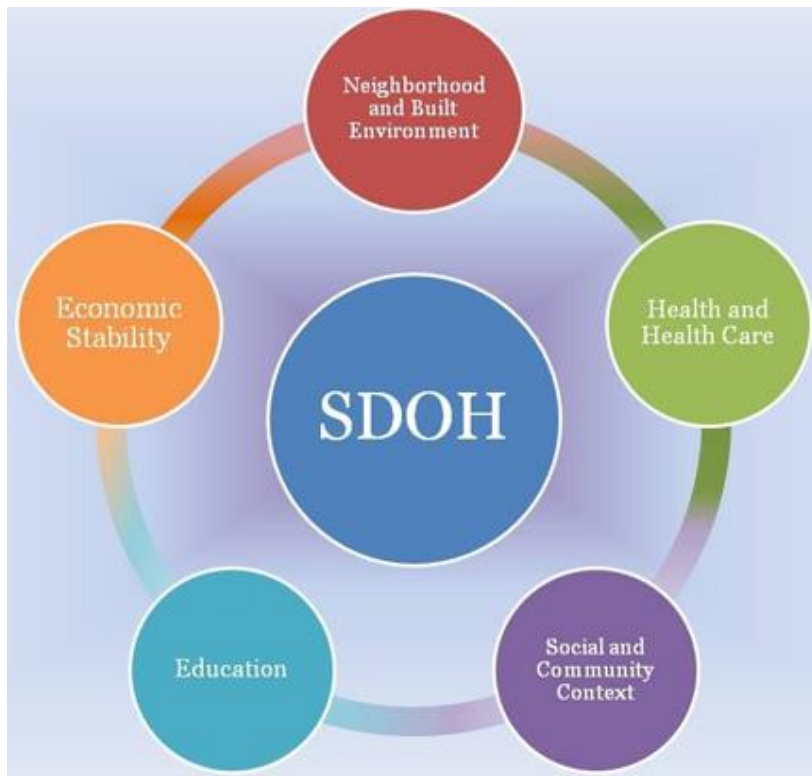 Neighborhood
and Built
Environment
Economic
Stability
Health and
Health Care
SDOH
Education
Social and
Community
Context